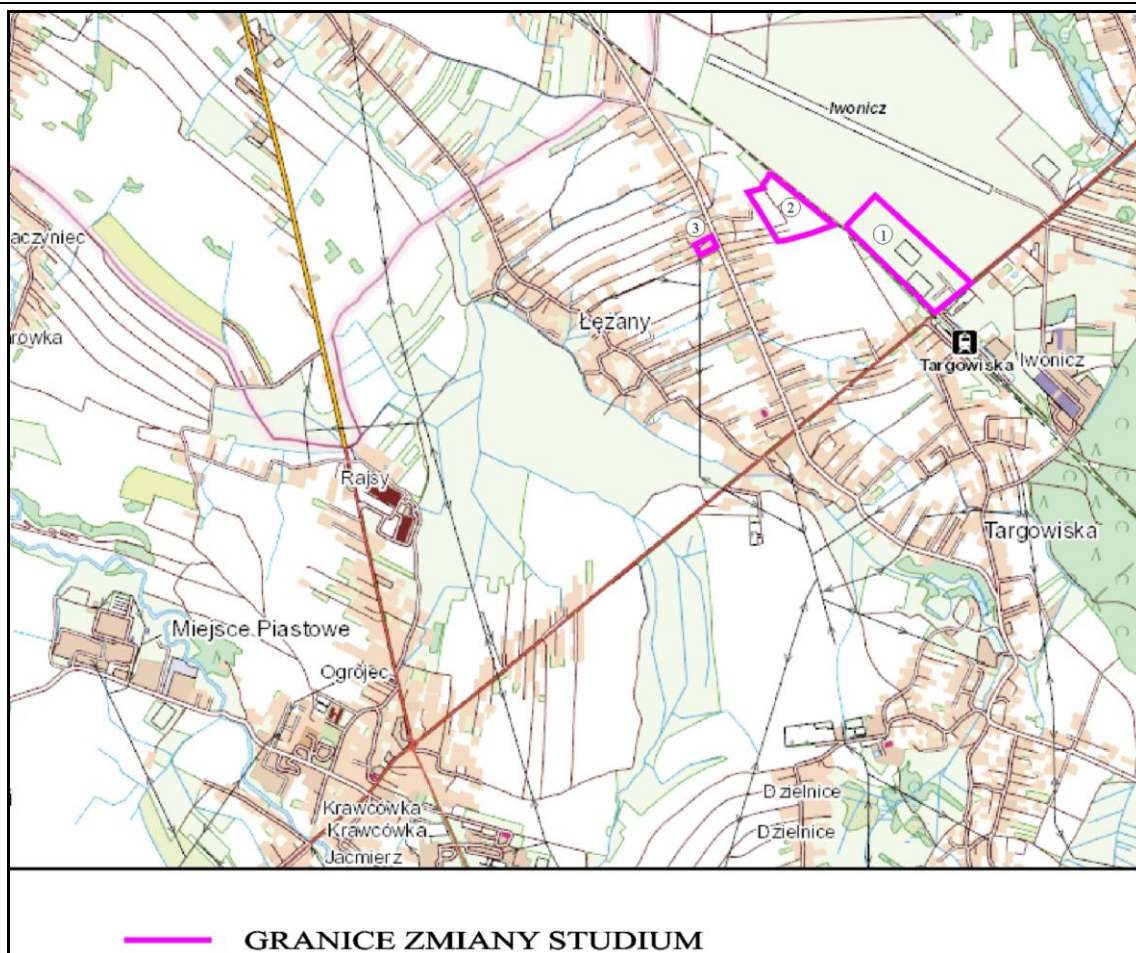 Iwonicz
aczyniec
rówka
3
2
1
Łężany
Targowiska
Iwonicz
Rajsy
Targowiska
Miejsce Piastowe
Ogrójec
Dzielnice
Krawcówka
Krawcówka
Dzielnice
Jaćmierz
GRANICE ZMIANY STUDIUM